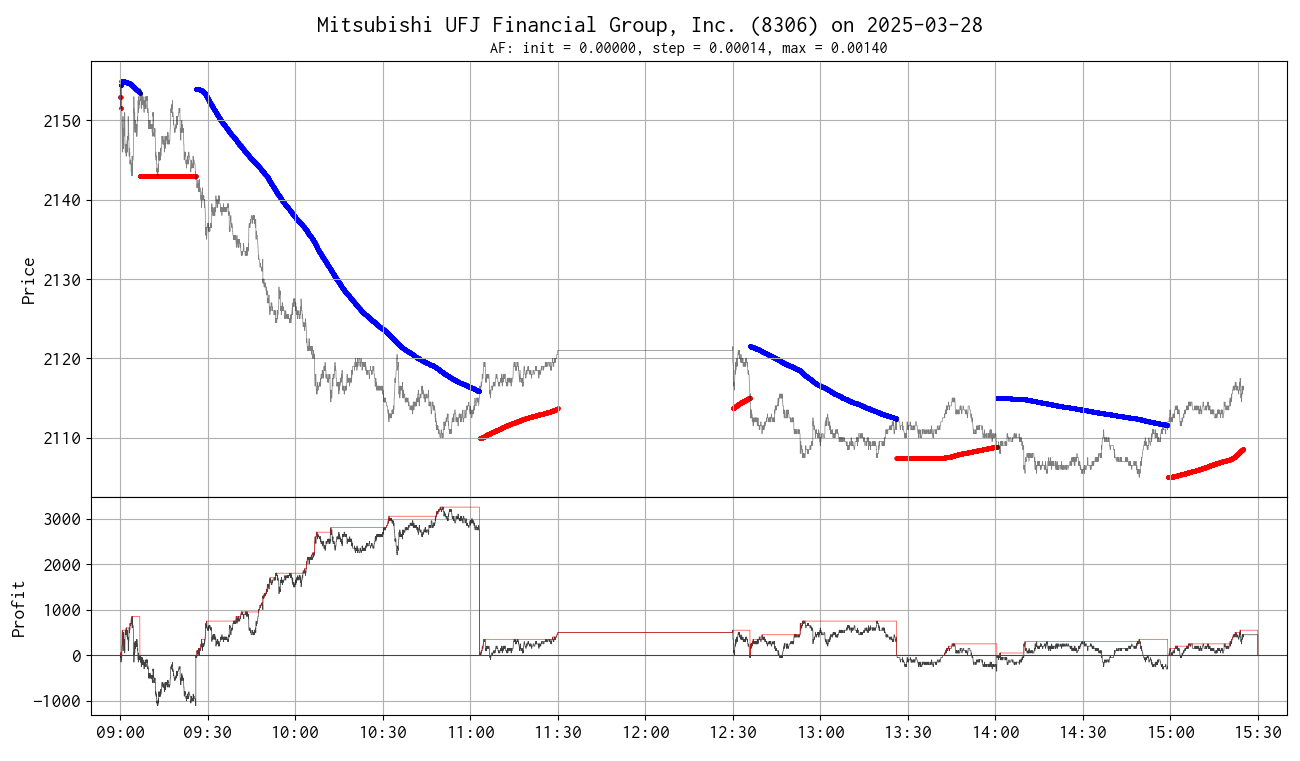 Mitsubishi UFJ Financial Group, Inc. (8306) on 2025-03-28
AF: init = 0.00000, step = 0.00014, max = 0.00140
Price
2150
2140
2130
2120
2110
Profit
3000
2000
1000
0
−1000
09:00 09:30 10:00 10:30 11:00 11:30 12:00 12:30 13:00 13:30 14:00 14:30 15:00 15:30